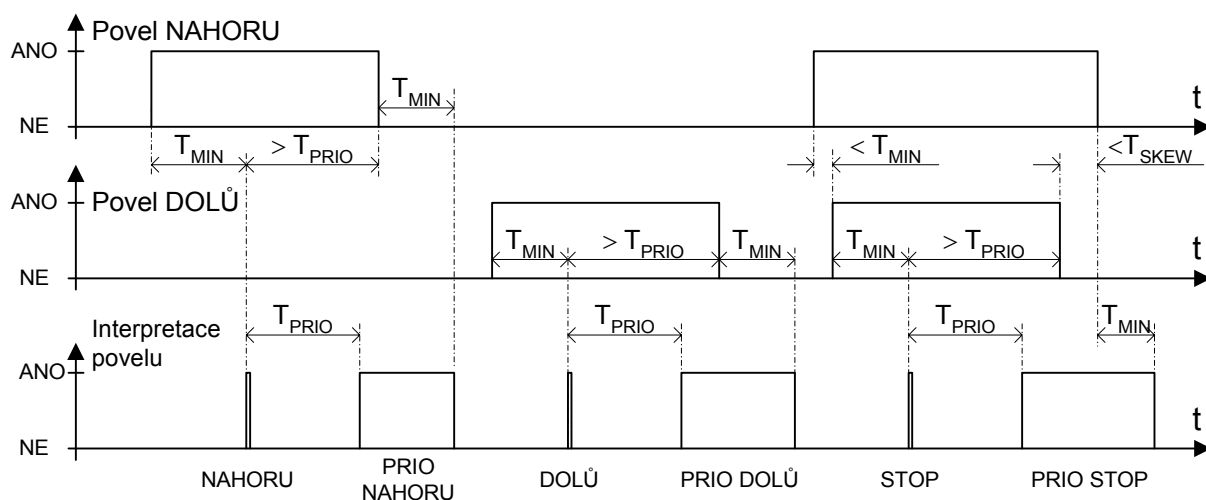 Povel NAHORU
ANO
T_MIN
t
NE
T_MIN
> T_PRIO
< T_MIN
<T_SKEW
ANO
Povel DOLŮ
T_MIN
> T_PRIO
T_MIN
T_MIN
> T_PRIO
t
NE
Interpretace
povelu
T_PRIO
T_PRIO
T_PRIO
T_MIN
ANO
t
NE
NAHORU
PRIO
NAHORU
DOLŮ
PRIO DOLŮ
STOP
PRIO STOP